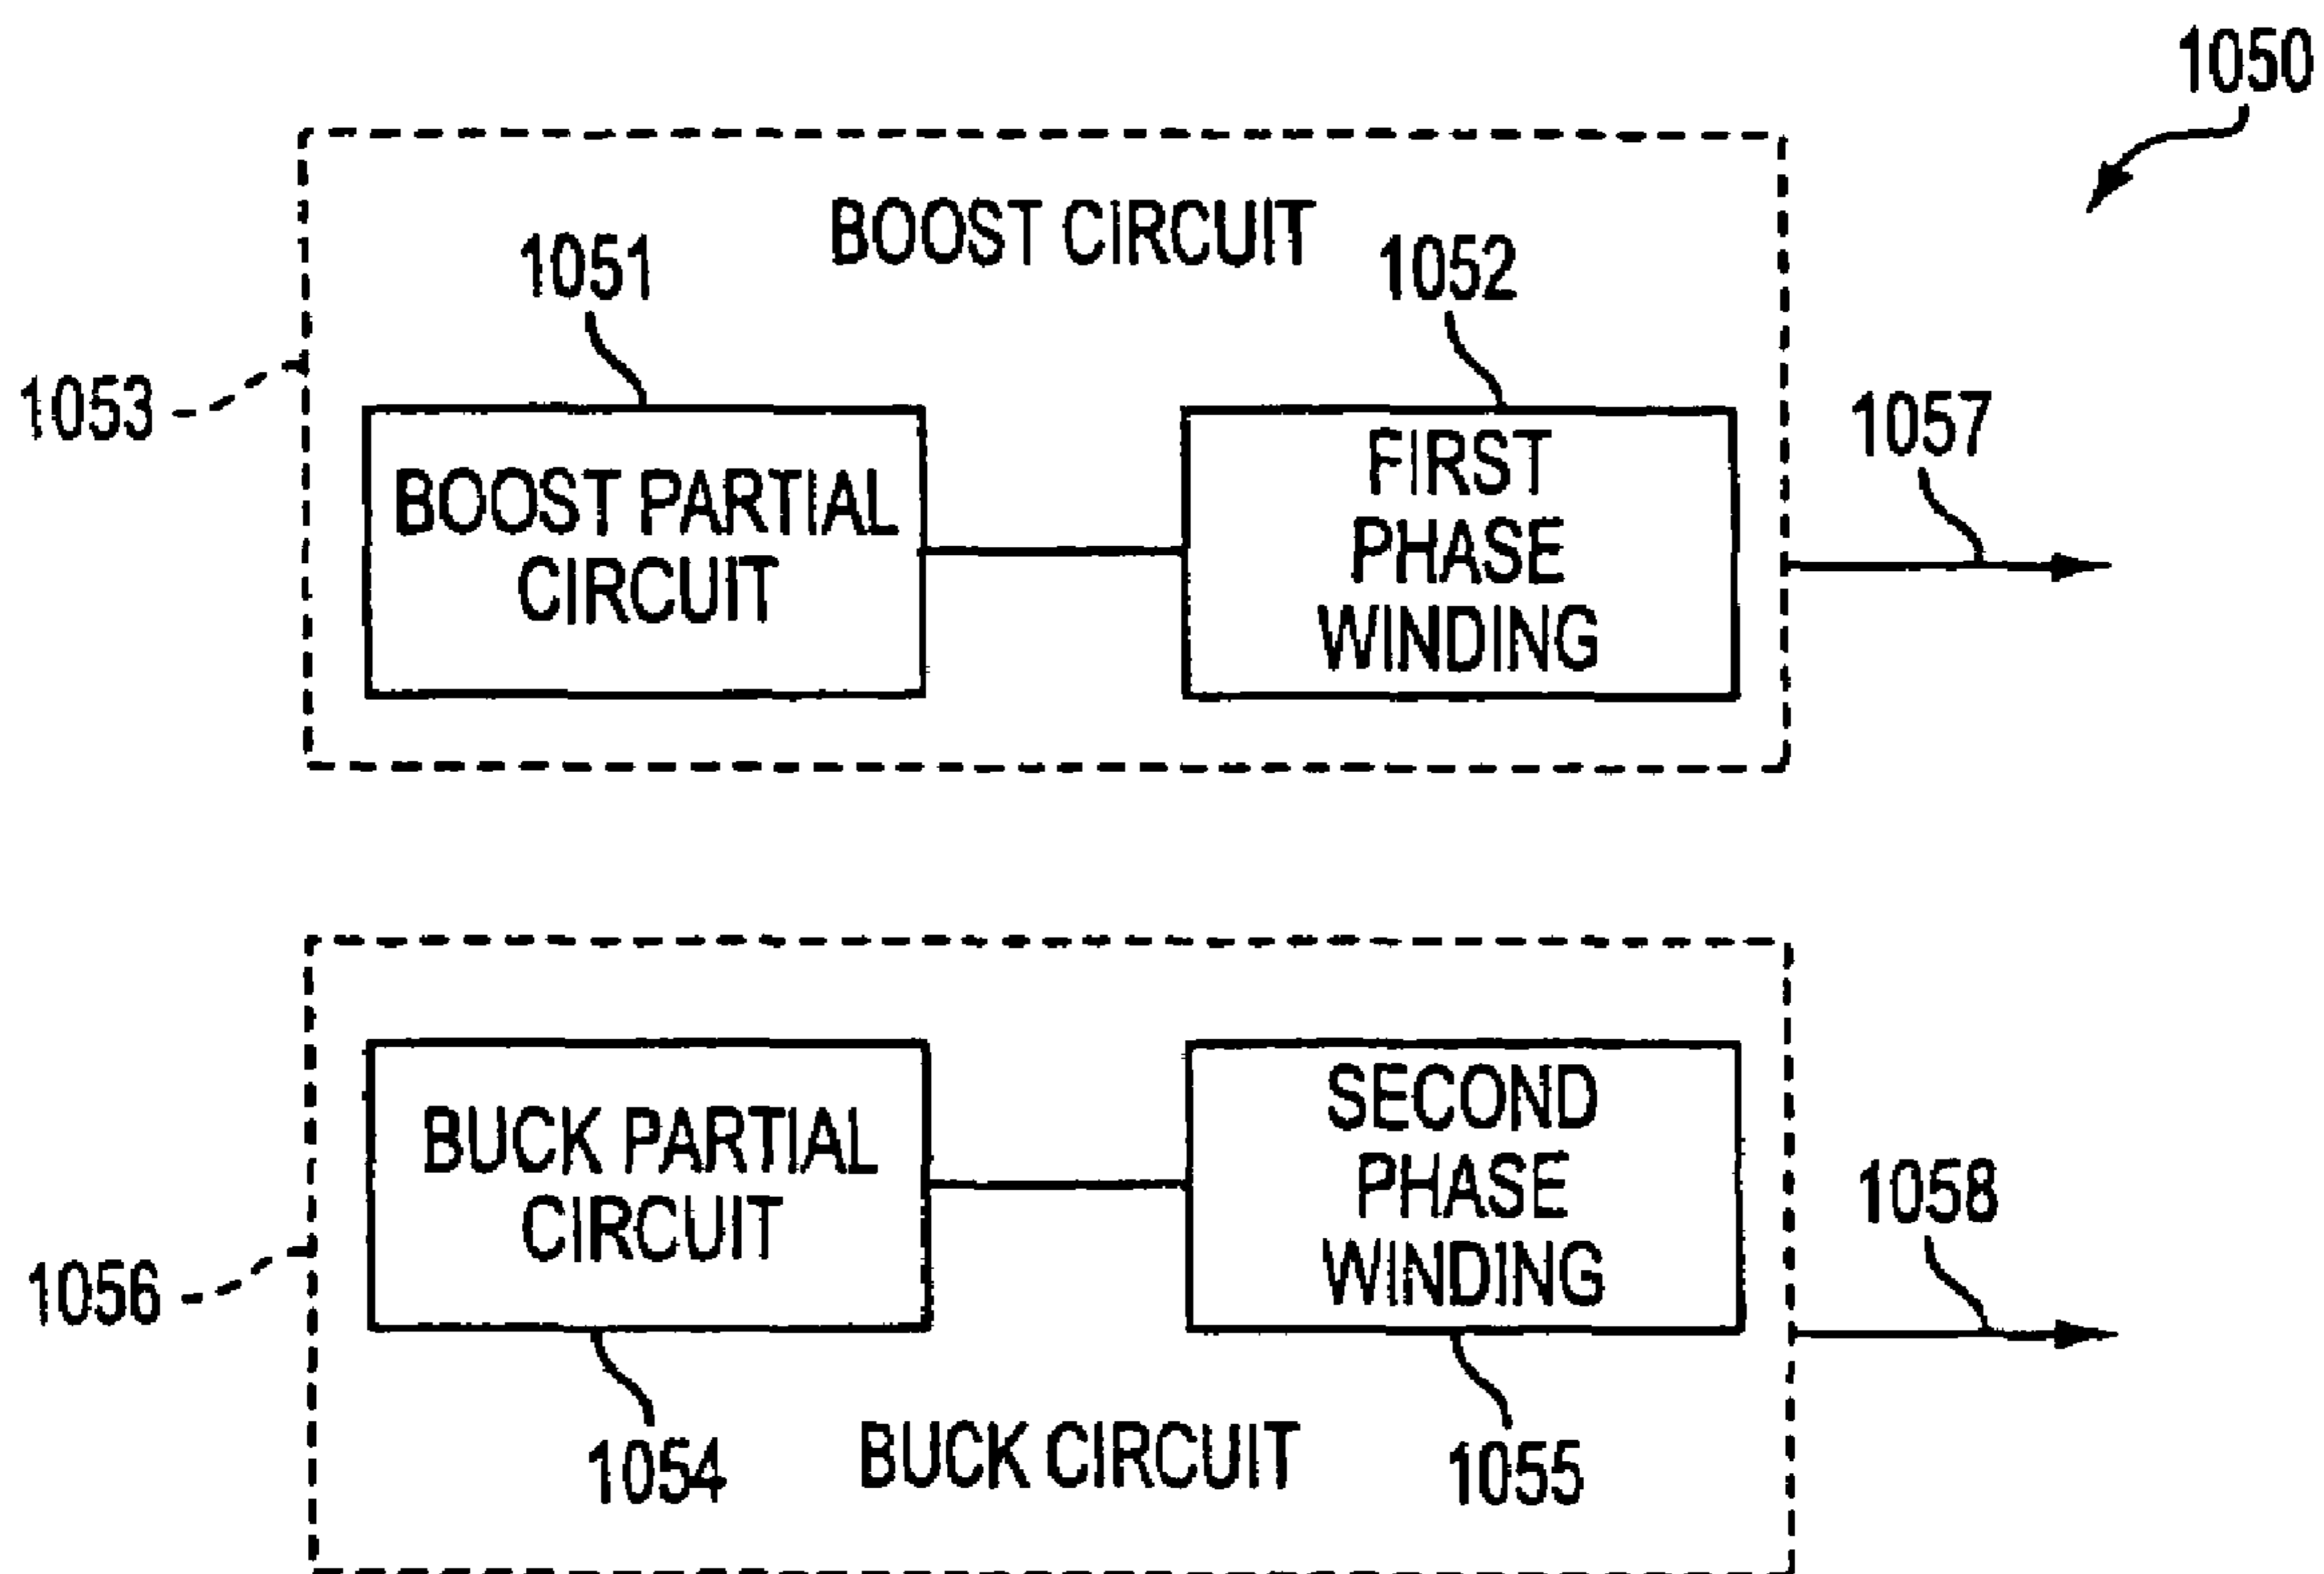 1050
BOOST CIRCUIT
1051
1052
1053
1057
BOOST PARTIAL
CIRCUIT
FIRST
PHASE
WINDING
BUCK PARTIAL
CIRCUIT
SECOND
PHASE
WINDING
1058
1056
1054
BUCK CIRCUIT
1055